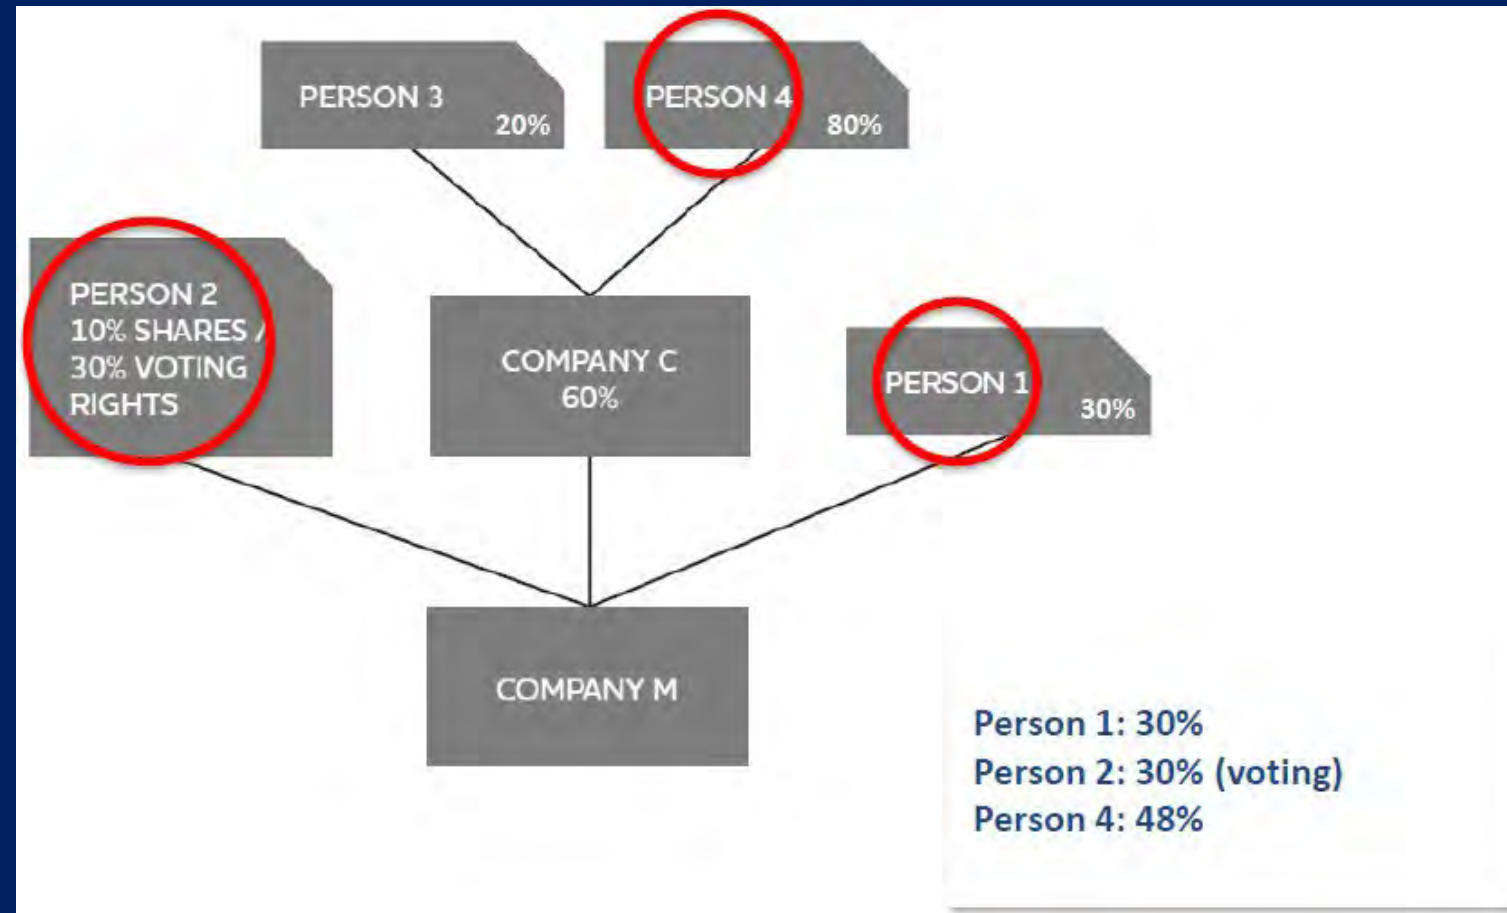 PERSON 3
20%
PERSON 4
80%
PERSON 2
10% SHARES /
30% VOTING
RIGHTS
COMPANY C
60%
PERSON 1
30%
COMPANY M
Person 1: 30%
Person 2: 30% (voting)
Person 4: 48%